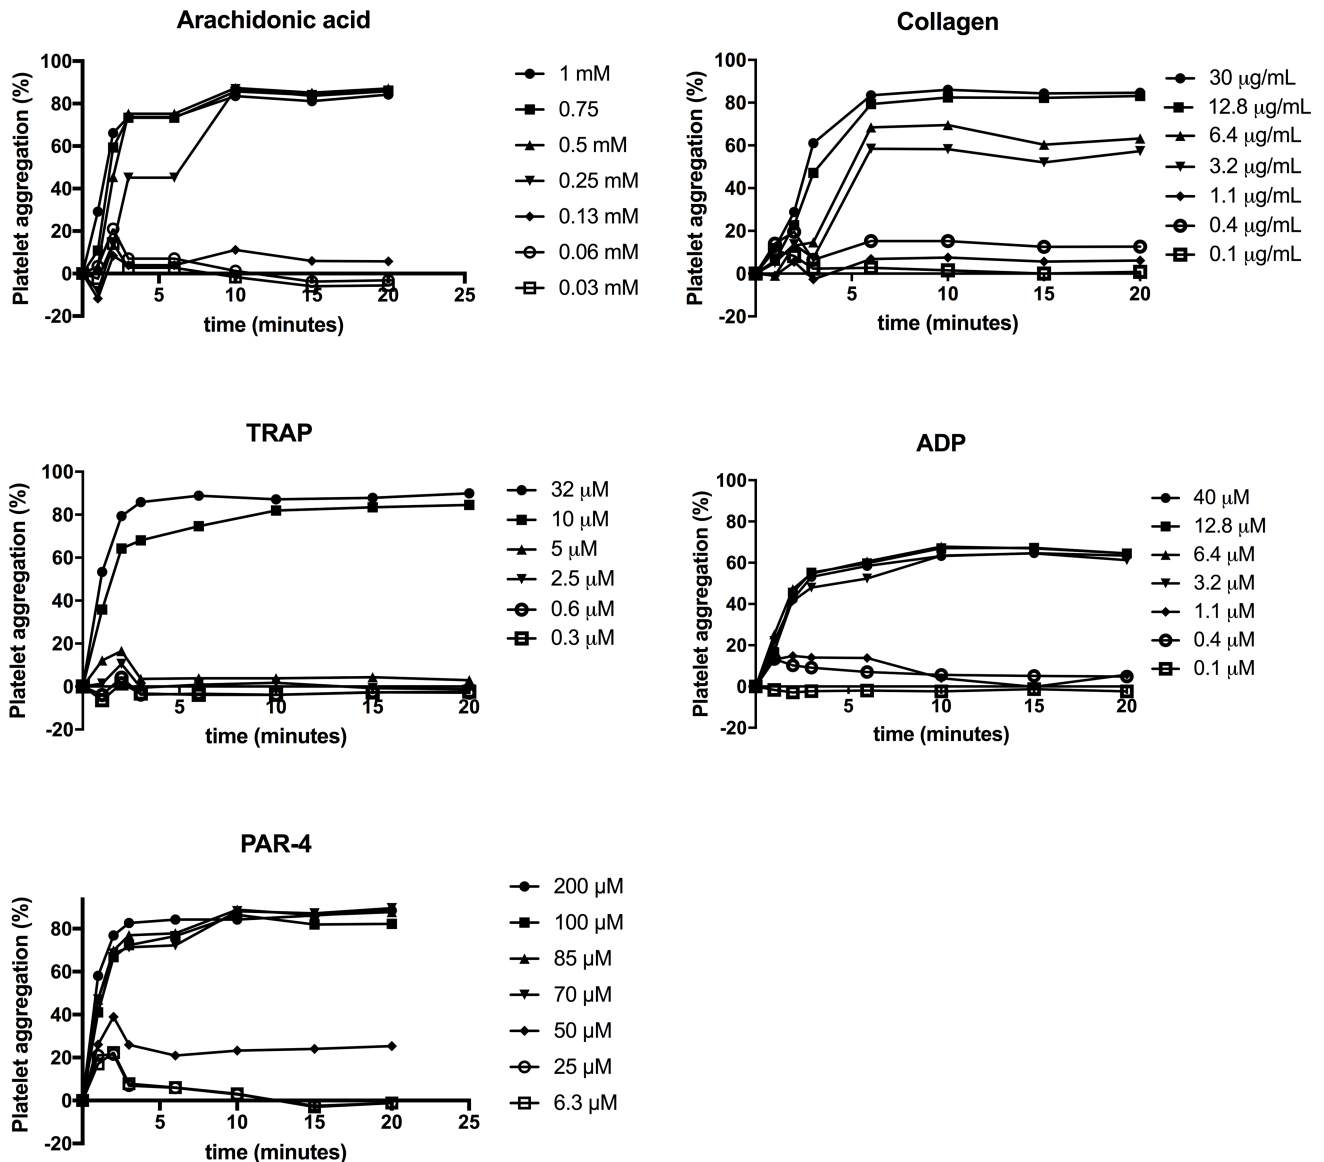 Arachidonic acid
Platelet aggregation (%)
100
80
60
40
20
0
-20
5
10
15
20
25
time (minutes)
1 mM
0.75
0.5 mM
0.25 mM
0.13 mM
0.06 mM
0.03 mM
Collagen
Platelet aggregation (%)
100
80
60
40
20
0
-20
5
10
15
20
time (minutes)
30 µg/mL
12.8 µg/mL
6.4 µg/mL
3.2 µg/mL
1.1 µg/mL
0.4 µg/mL
0.1 µg/mL
TRAP
Platelet aggregation (%)
100
80
60
40
20
0
-20
5
10
15
20
time (minutes)
32 µM
10 µM
5 µM
2.5 µM
0.6 µM
0.3 µM
ADP
Platelet aggregation (%)
100
80
60
40
20
0
-20
5
10
15
20
time (minutes)
40 µM
12.8 µM
6.4 µM
3.2 µM
1.1 µM
0.4 µM
0.1 µM
PAR-4
Platelet aggregation (%)
80
60
40
20
0
-20
5
10
15
20
25
time (minutes)
200 µM
100 µM
85 µM
70 µM
50 µM
25 µM
6.3 µM